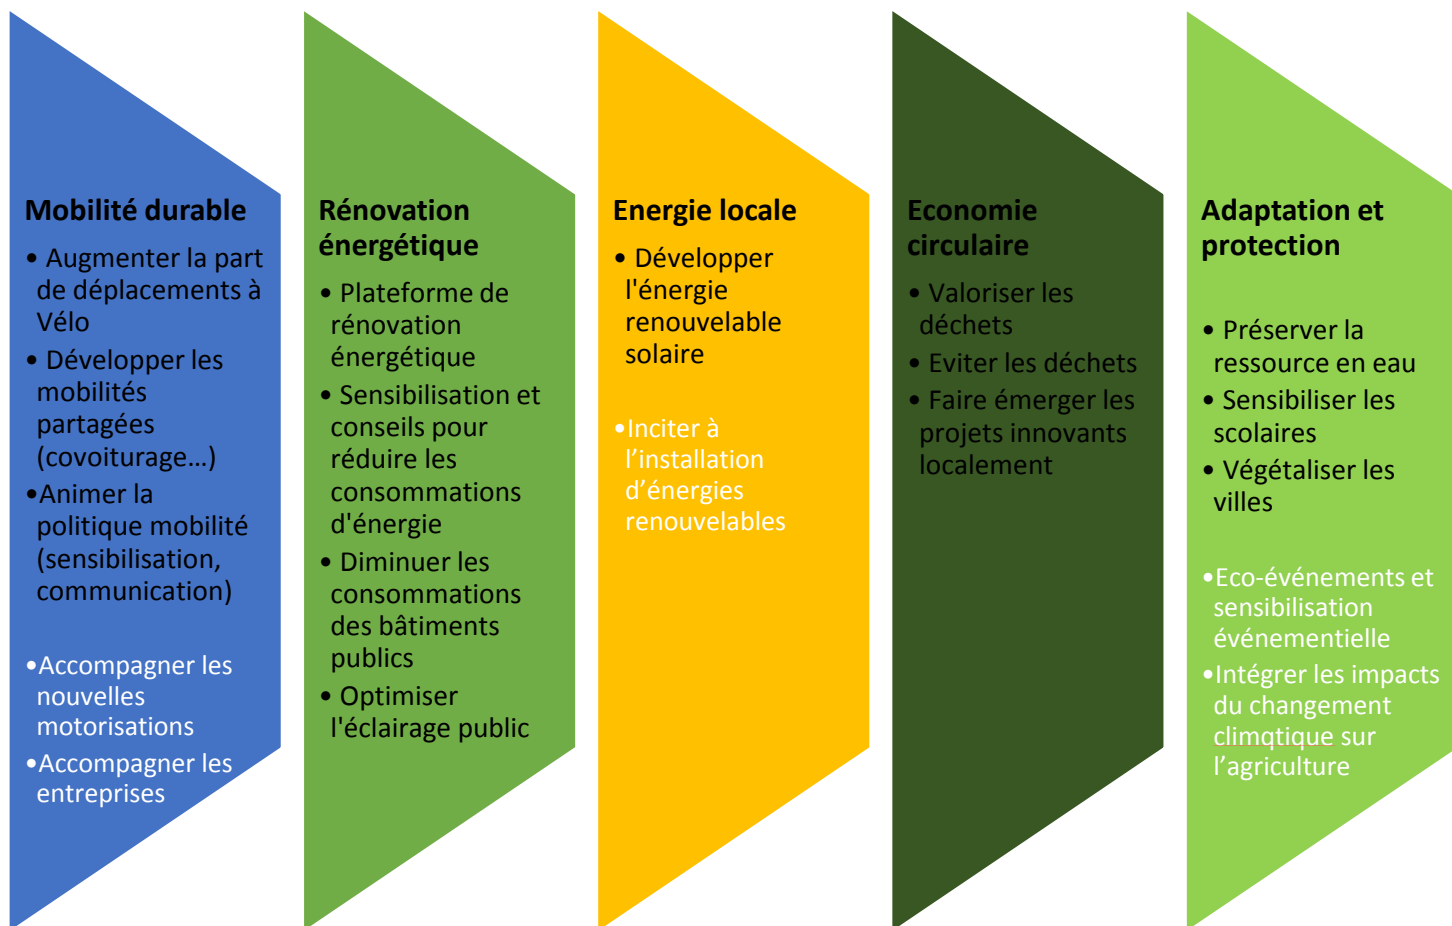 Mobilité durable
• Augmenter la part
de déplacements à
Vélo
• Développer les
mobilités
partagées
(covoiturage…)
•Animer la
politique mobilité
(sensibilisation,
communication)
•Accompagner les
nouvelles
motorisations
•Accompagner les
entreprises
Rénovation
énergétique
• Plateforme de
rénovation
énergétique
• Sensibilisation et
conseils pour
réduire les
consommations
d'énergie
• Diminuer les
consommations
des bâtiments
publics
• Optimiser
l'éclairage public
Energie locale
• Développer
l'énergie
renouvelable
solaire
•Inciter à
l’installation
d’énergies
renouvelables
Economie
circulaire
• Valoriser les
déchets
• Eviter les déchets
• Faire émerger les
projets innovants
localement
Adaptation et
protection
• Préserver la
ressource en eau
• Sensibiliser les
scolaires
• Végétaliser les
villes
•Eco-événements et
sensibilisation
événementielle
•Intégrer les impacts
du changement
climqtique sur
l’agriculture